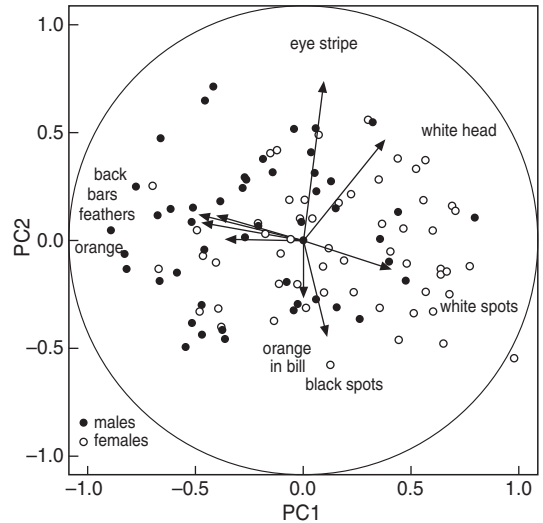 1.0
0.5
0.0
−0.5
−1.0
PC2
eye stripe
white head
back
bars
feathers
orange
white spots
orange
in bill
black spots
males
females
−1.0 −0.5 0.0 0.5 1.0
PC1